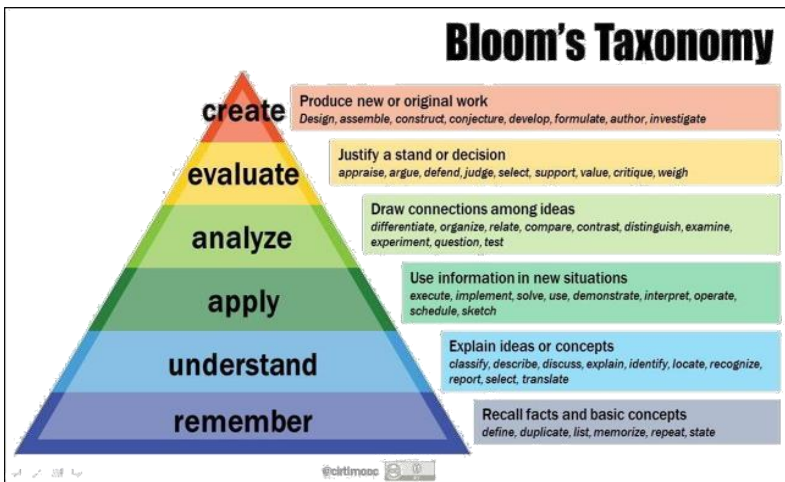 Bloom's Taxonomy
create
Produce new or original work
Design, assemble, construct, conjecture, develop, formulate, author, investigate
evaluate
Justify a stand or decision
appraise, argue, defend, judge, select, support, value, critique, weigh
analyze
Draw connections among ideas
differentiate, organize, relate, compare, contrast, distinguish, examine,
experiment, question, test
apply
Use information in new situations
execute, implement, solve, use, demonstrate, interpret, operate,
schedule, sketch
understand
Explain ideas or concepts
classify, describe, discuss, explain, identify, locate, recognize,
report, select, translate
remember
Recall facts and basic concepts
define, duplicate, list, memorize, repeat, state